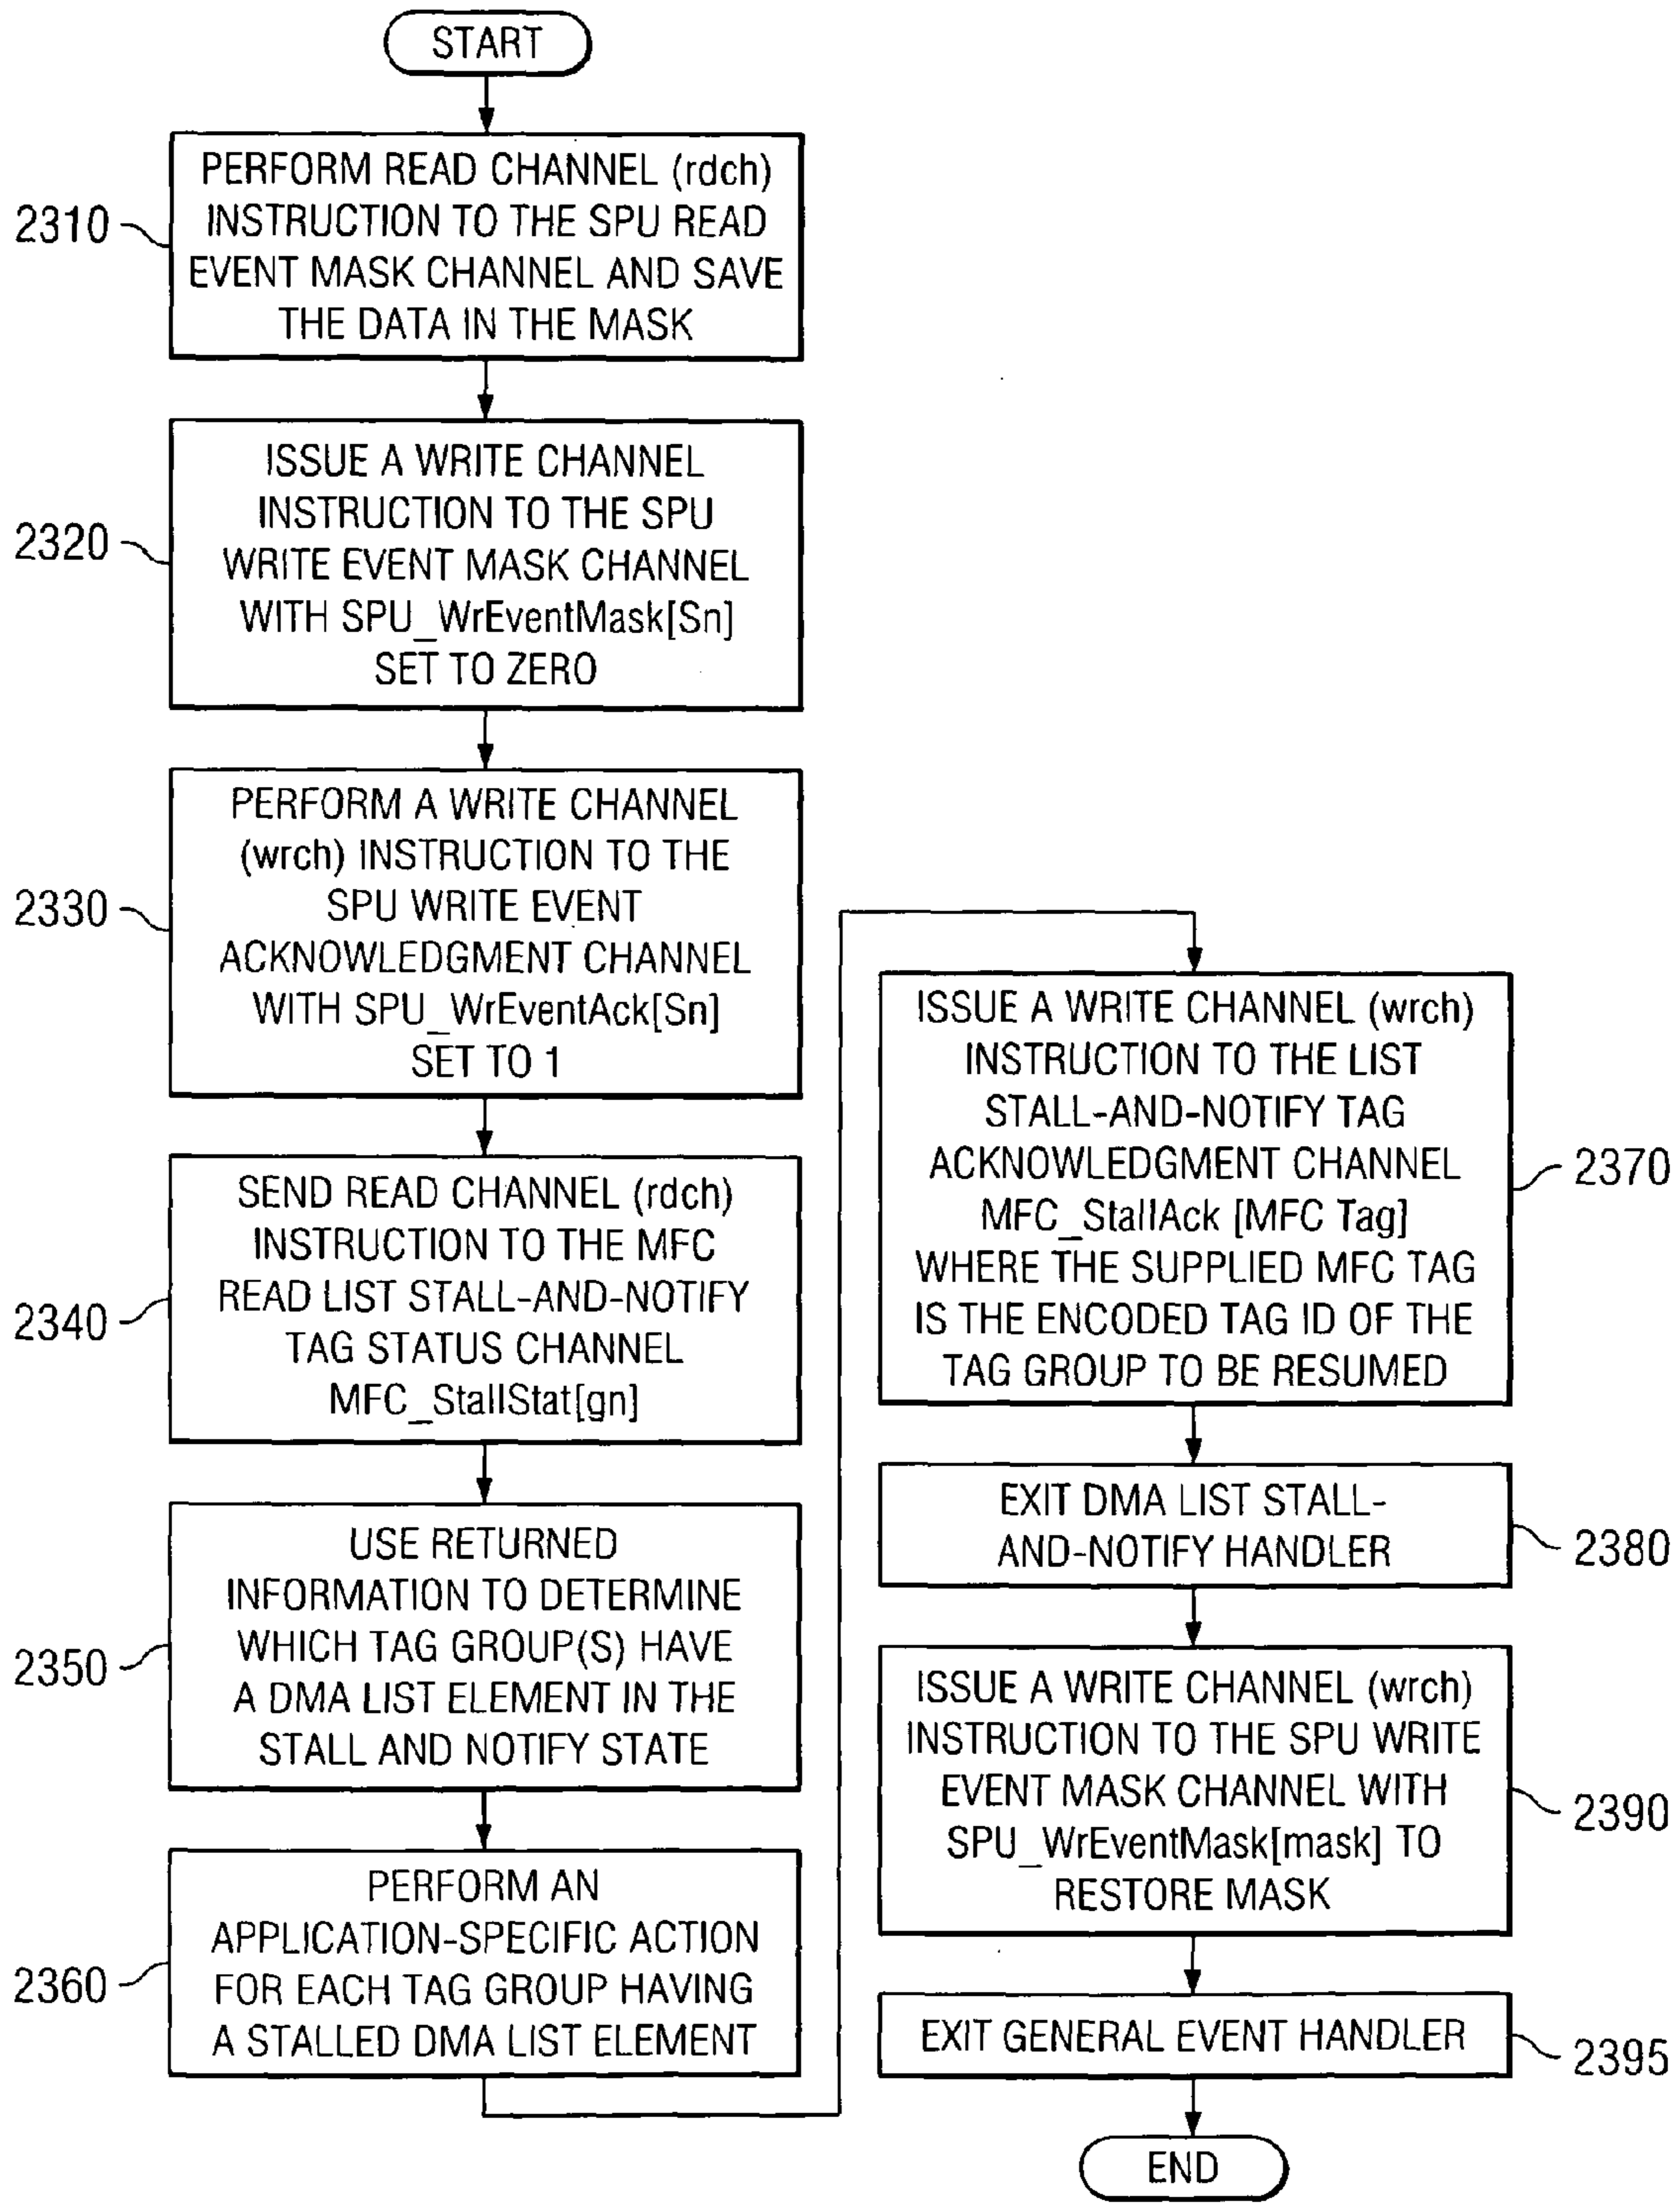 START
2310
PERFORM READ CHANNEL (rdch)
INSTRUCTION TO THE SPU READ
EVENT MASK CHANNEL AND SAVE
THE DATA IN THE MASK
2320
ISSUE A WRITE CHANNEL
INSTRUCTION TO THE SPU
WRITE EVENT MASK CHANNEL
WITH SPU_WrEventMask[Sn]
SET TO ZERO
2330
PERFORM A WRITE CHANNEL
(wrch) INSTRUCTION TO THE
SPU WRITE EVENT
ACKNOWLEDGMENT CHANNEL
WITH SPU_WrEventAck[Sn]
SET TO 1
2340
SEND READ CHANNEL (rdch)
INSTRUCTION TO THE MFC
READ LIST STALL-AND-NOTIFY
TAG STATUS CHANNEL
MFC_StallStat[gn]
2350
USE RETURNED
INFORMATION TO DETERMINE
WHICH TAG GROUP(S) HAVE
A DMA LIST ELEMENT IN THE
STALL AND NOTIFY STATE
2360
PERFORM AN
APPLICATION-SPECIFIC ACTION
FOR EACH TAG GROUP HAVING
A STALLED DMA LIST ELEMENT
ISSUE A WRITE CHANNEL (wrch)
INSTRUCTION TO THE LIST
STALL-AND-NOTIFY TAG
ACKNOWLEDGMENT CHANNEL
MFC_StallAck [MFC Tag]
WHERE THE SUPPLIED MFC TAG
IS THE ENCODED TAG ID OF THE
TAG GROUP TO BE RESUMED
2370
EXIT DMA LIST STALL-
AND-NOTIFY HANDLER
2380
ISSUE A WRITE CHANNEL (wrch)
INSTRUCTION TO THE SPU WRITE
EVENT MASK CHANNEL WITH
SPU_WrEventMask[mask] TO
RESTORE MASK
2390
EXIT GENERAL EVENT HANDLER
2395
END